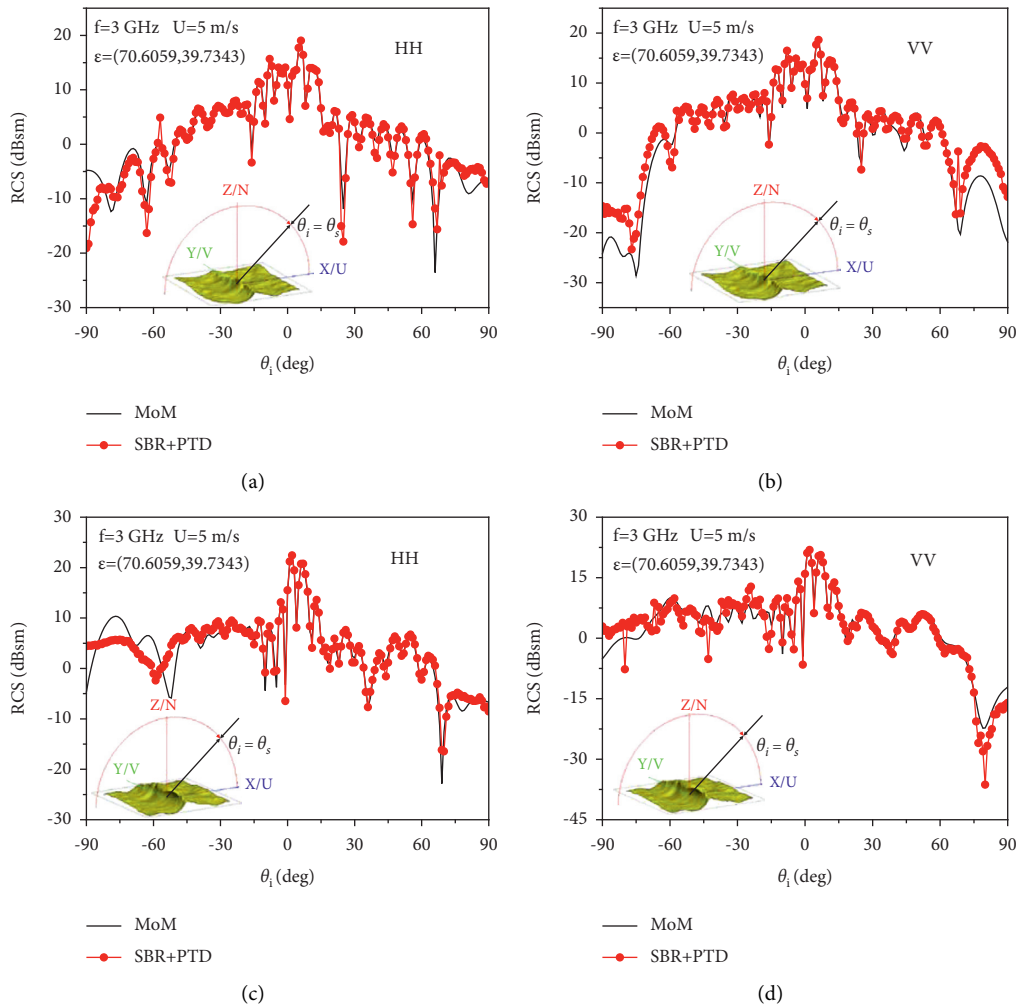 f=3 GHz U=5 m/s
ε=(70.6059,39.7343)
HH
20
10
0
-10
-20
-30
RCS (dBsm)
Z/N
θi = θs
Y/V
X/U
-90
-60
-30
0
30
60
90
θi (deg)
MoM
SBR+PTD
(a)
f=3 GHz U=5 m/s
ε=(70.6059,39.7343)
VV
20
10
0
-10
-20
-30
RCS (dBsm)
Z/N
θi = θs
Y/V
X/U
-90
-60
-30
0
30
60
90
θi (deg)
MoM
SBR+PTD
(b)
f=3 GHz U=5 m/s
ε=(70.6059,39.7343)
HH
30
20
10
0
-10
-20
-30
RCS (dBsm)
Z/N
θi = θs
Y/V
X/U
-90
-60
-30
0
30
60
90
θi (deg)
MoM
SBR+PTD
(c)
f=3 GHz U=5 m/s
ε=(70.6059,39.7343)
VV
30
15
0
-15
-30
-45
RCS (dBsm)
Z/N
θi = θs
Y/V
X/U
-90
-60
-30
0
30
60
90
θi (deg)
MoM
SBR+PTD
(d)